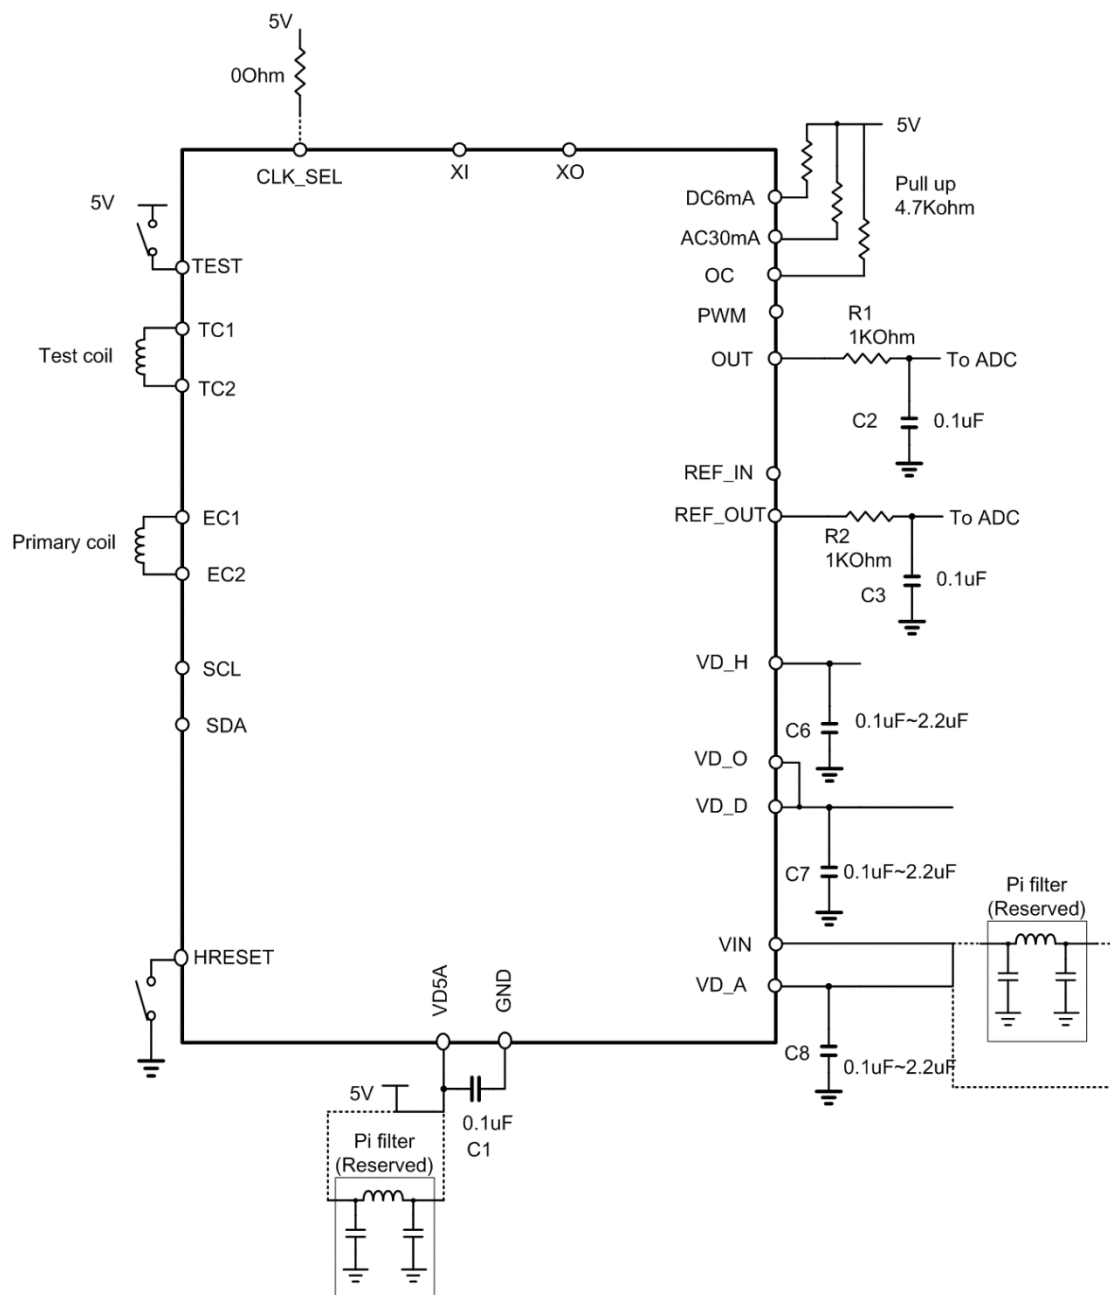 5V
0Ohm
CLK_SEL
XI
XO
5V
DC6mA
Pull up
4.7Kohm
AC30mA
OC
5V
TEST
PWM
R1
1KOhm
TC1
OUT
To ADC
Test coil
TC2
C2
0.1uF
REF_IN
EC1
REF_OUT
To ADC
Primary coil
R2
1KOhm
EC2
C3
0.1uF
SCL
VD_H
SDA
C6
0.1uF~2.2uF
VD_O
VD_D
C7
0.1uF~2.2uF
Pi filter
(Reserved)
VIN
HRESET
VD5A
GND
VD_A
C8
0.1uF~2.2uF
5V
0.1uF
C1
Pi filter
(Reserved)